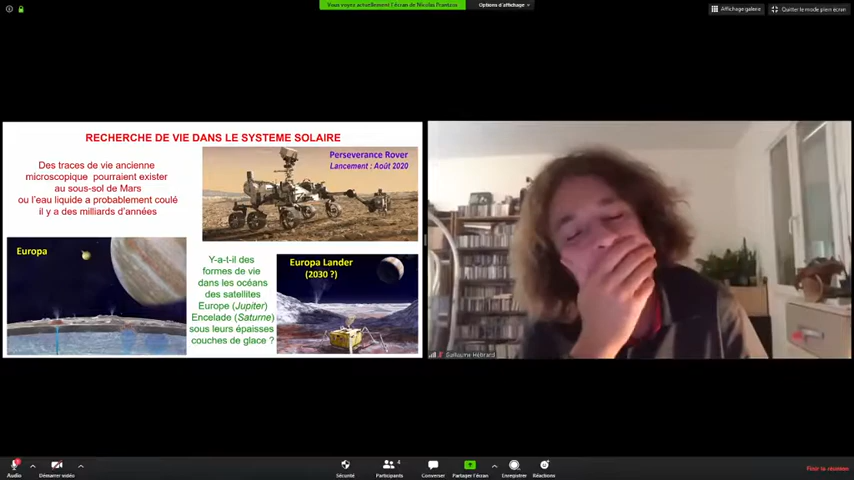 Vous voyez actuellement l'écran de Nicolas Prantzos
Options d'affichage
Affichage galerie
Quitter le mode plein écran
RECHERCHE DE VIE DANS LE SYSTEME SOLAIRE
Des traces de vie ancienne
microscopique pourraient exister
au sous-sol de Mars
ou l'eau liquide a probablement coulé
il y a des milliards d'années
Perseverance Rover
Lancement : Août 2020
Europa
Y-a-t-il des
formes de vie
dans les océans
des satellites
Europe (Jupiter)
Encelade (Saturne)
sous leurs épaisses
couches de glace ?
Europa Lander
(2030 ?)
Guillaume Hébrard
Audio
Démarrer vidéo
Sécurité
Participants
4
Converser
Partager l'écran
Enregistrer
Réactions
Finir la réunion